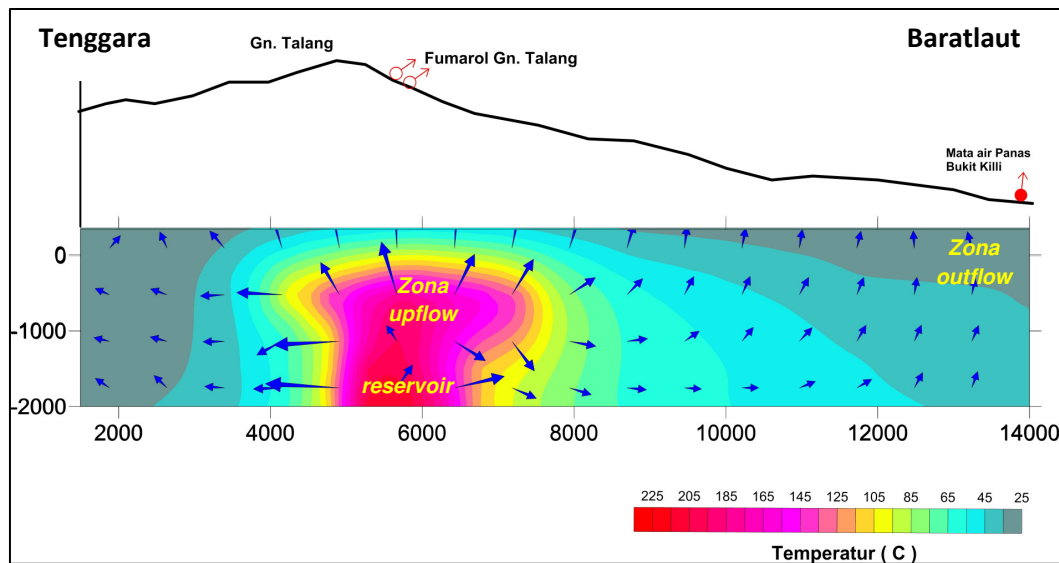 Tenggara
Gn. Talang
Fumarol Gn. Talang
Baratlaut
Mata air Panas
Bukit Killi
0
-1000
-2000
Zona
upflow
reservoir
Zona
outflow
2000 4000 6000 8000 10000 12000 14000
225 205 185 165 145 125 105 85 65 45 25
Temperatur ( C )